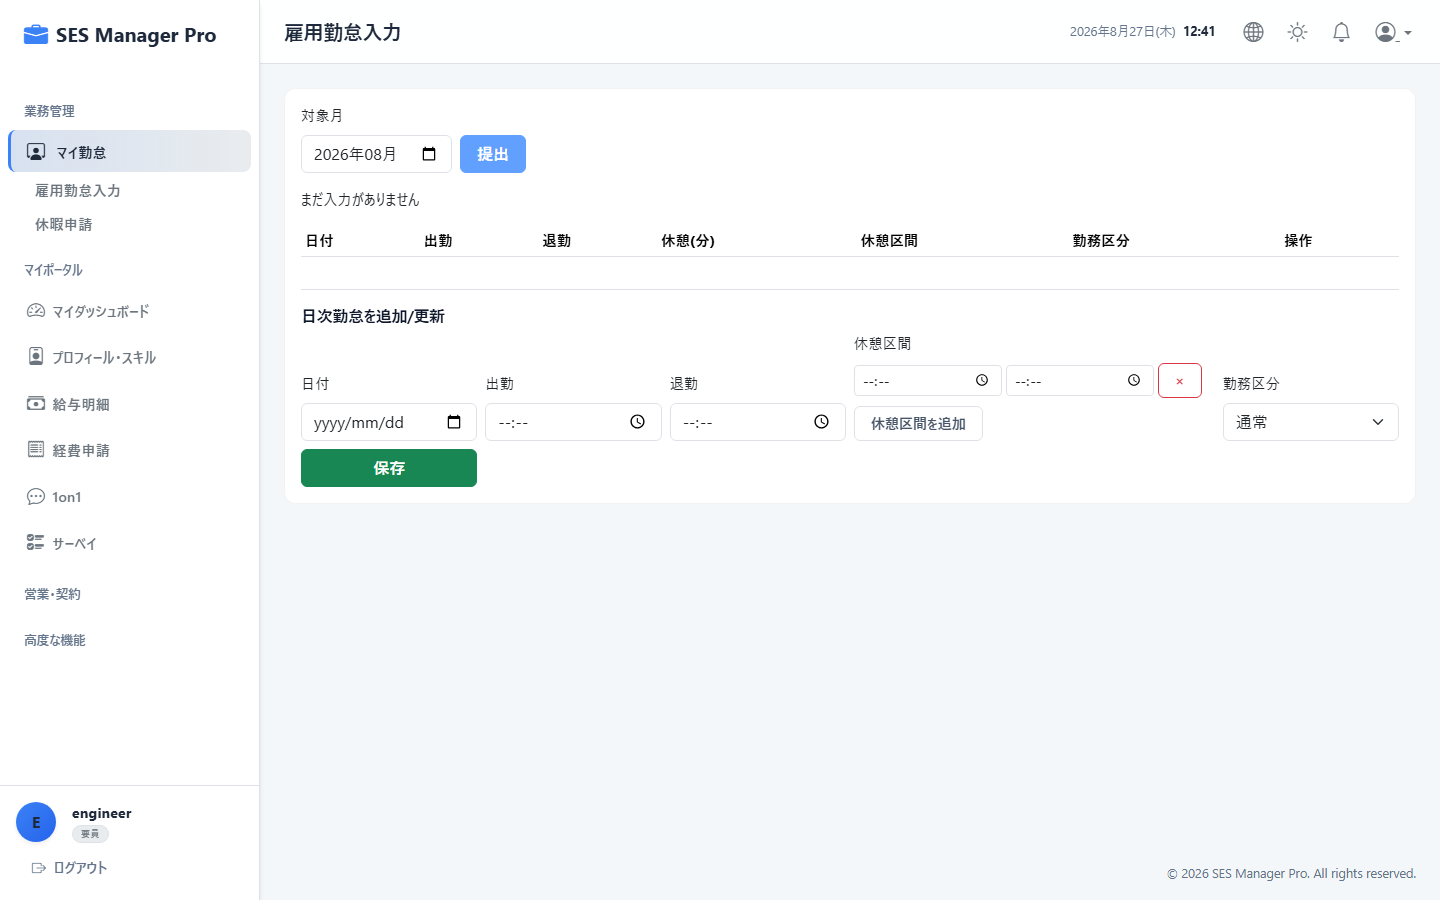 SES Manager Pro
雇用勤怠入力
2026年8月27日(木) 12:41
業務管理
マイ勤怠
雇用勤怠入力
休暇申請
マイポータル
マイダッシュボード
プロフィール・スキル
給与明細
経費申請
1on1
サーベイ
営業・契約
高度な機能
対象月
2026年08月
提出
まだ入力がありません
日付 出勤 退勤 休憩(分) 休憩区間 勤務区分 操作
日次勤怠を追加/更新
日付
yyyy/mm/dd
出勤
--:--
退勤
--:--
休憩区間
--:-- --:-- ×
休憩区間を追加
勤務区分
通常
保存
E
engineer
要員
ログアウト
© 2026 SES Manager Pro. All rights reserved.